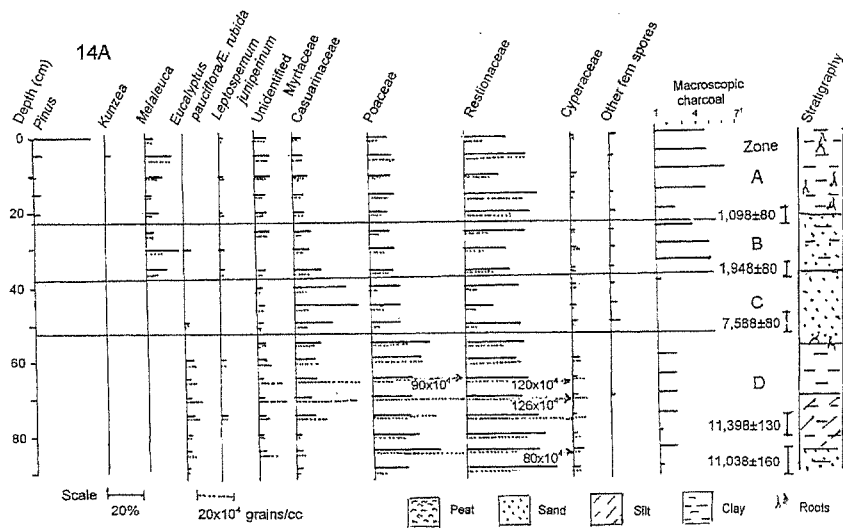 14A
Depth (cm)
Pinus
Kunzea
Melaleuca
Eucalyptus
pauciflora/E. rubida
Leptospermum
juniperinum
Unidentified
Myrtaceae
Casuarinaceae
Poaceae
Restionaceae
Cyperaceae
Other fern spores
Macroscopic
charcoal
1 4 7¹
Stratigraphy
0
20
40
60
80
Zone
A
1,098±80
B
1,948±80
C
7,588±80
D
90x10⁴
120x10⁴
126x10⁴
11,398±130
80x10⁴
11,038±160
Scale
20%
20x10⁴ grains/cc
Peat
Sand
Silt
Clay
Roots